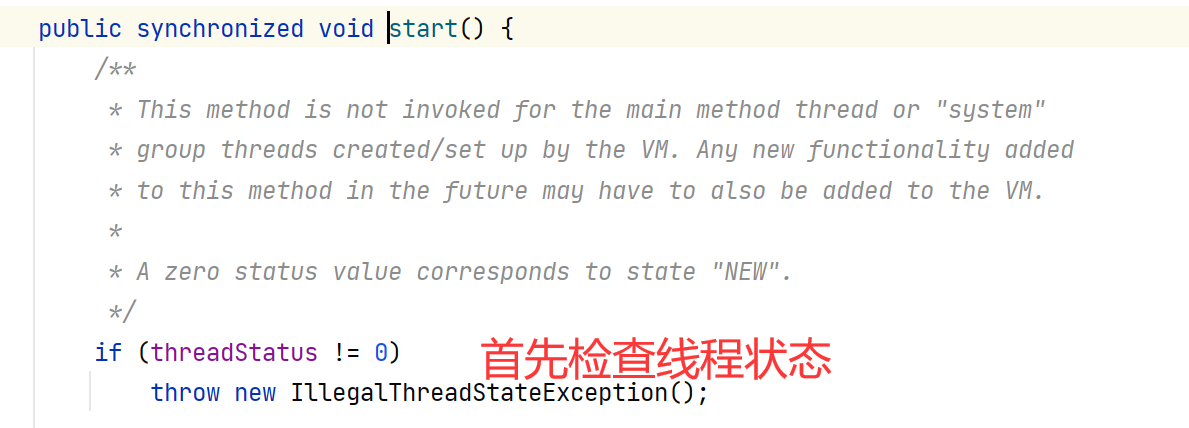 public synchronized void start() {
/**
* This method is not invoked for the main method thread or "system"
* group threads created/set up by the VM. Any new functionality added
* to this method in the future may have to also be added to the VM.
*
* A zero status value corresponds to state "NEW".
*/
if (threadStatus != 0)
首先检查线程状态
throw new IllegalThreadStateException();